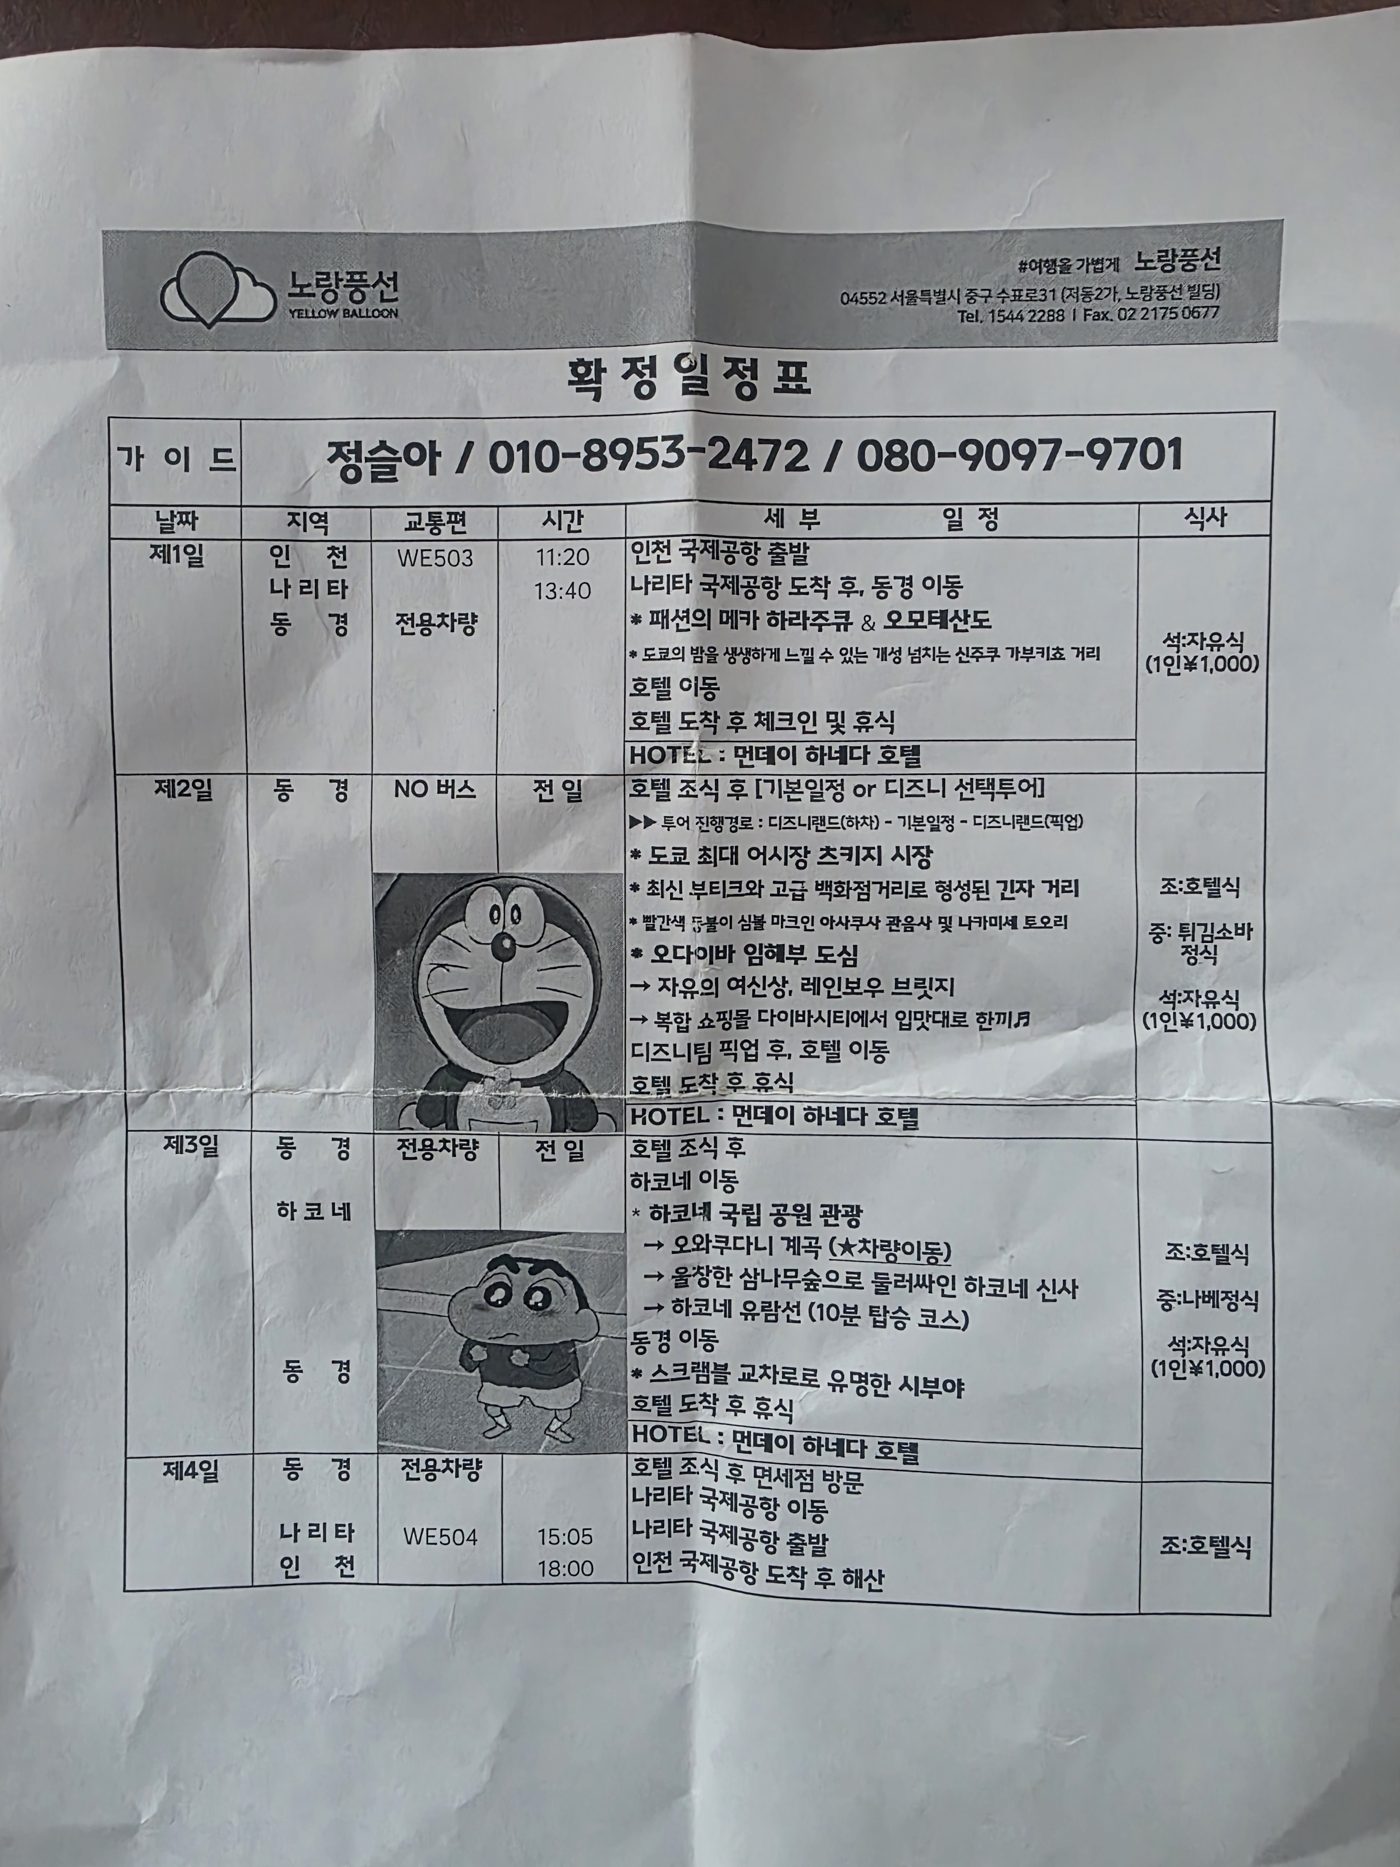 노랑풍선
YELLOW BALLOON
#여행을 가볍게 노랑풍선
04552 서울특별시 중구 수표로31 (저동2가, 노랑풍선 빌딩)
Tel. 1544 2288 I Fax. 02 2175 0677
확정일정표
가이드 정슬아 / 010-8953-2472 / 080-9097-9701
날짜 지역 교통편 시간 세부 일정 식사
제1일 인천 WE503 11:20 인천 국제공항 출발
나리타 13:40 나리타 국제공항 도착 후, 동경 이동
동경 전용차량 * 패션의 메카 하라주큐 & 오모테산도
* 도쿄의 밤을 생생하게 느낄 수 있는 개성 넘치는 신주쿠 가부키쵸 거리
호텔 이동
호텔 도착 후 체크인 및 휴식
HOTEL : 먼데이 하네다 호텔
석:자유식
(1인¥1,000)
제2일 동경 NO 버스 전일 호텔 조식 후 [기본일정 or 디즈니 선택투어]
▶▶ 투어 진행경로 : 디즈니랜드(하차) - 기본일정 - 디즈니랜드(픽업)
* 도쿄 최대 어시장 츠키지 시장
* 최신 부티크와 고급 백화점거리로 형성된 긴자 거리
* 빨간색 등불이 심볼 마크인 아사쿠사 관음사 및 나카미세 토오리
* 오다이바 임해부 도심
→ 자유의 여신상, 레인보우 브릿지
→ 복합 쇼핑몰 다이바시티에서 입맛대로 한끼♬
디즈니팀 픽업 후, 호텔 이동
호텔 도착 후 휴식
HOTEL : 먼데이 하네다 호텔
조:호텔식
중: 튀김소바
정식
석:자유식
(1인¥1,000)
제3일 동경 전용차량 전일 호텔 조식 후
하코네 이동
하코네 * 하코네 국립 공원 관광
→ 오와쿠다니 계곡 (★차량이동)
→ 울창한 삼나무숲으로 둘러싸인 하코네 신사
→ 하코네 유람선 (10분 탑승 코스)
동경 이동
동경 * 스크램블 교차로로 유명한 시부야
호텔 도착 후 휴식
HOTEL : 먼데이 하네다 호텔
조:호텔식
중:나베정식
석:자유식
(1인¥1,000)
제4일 동경 전용차량 호텔 조식 후 면세점 방문
나리타 국제공항 이동
나리타 WE504 15:05 나리타 국제공항 출발
인천 18:00 인천 국제공항 도착 후 해산
조:호텔식